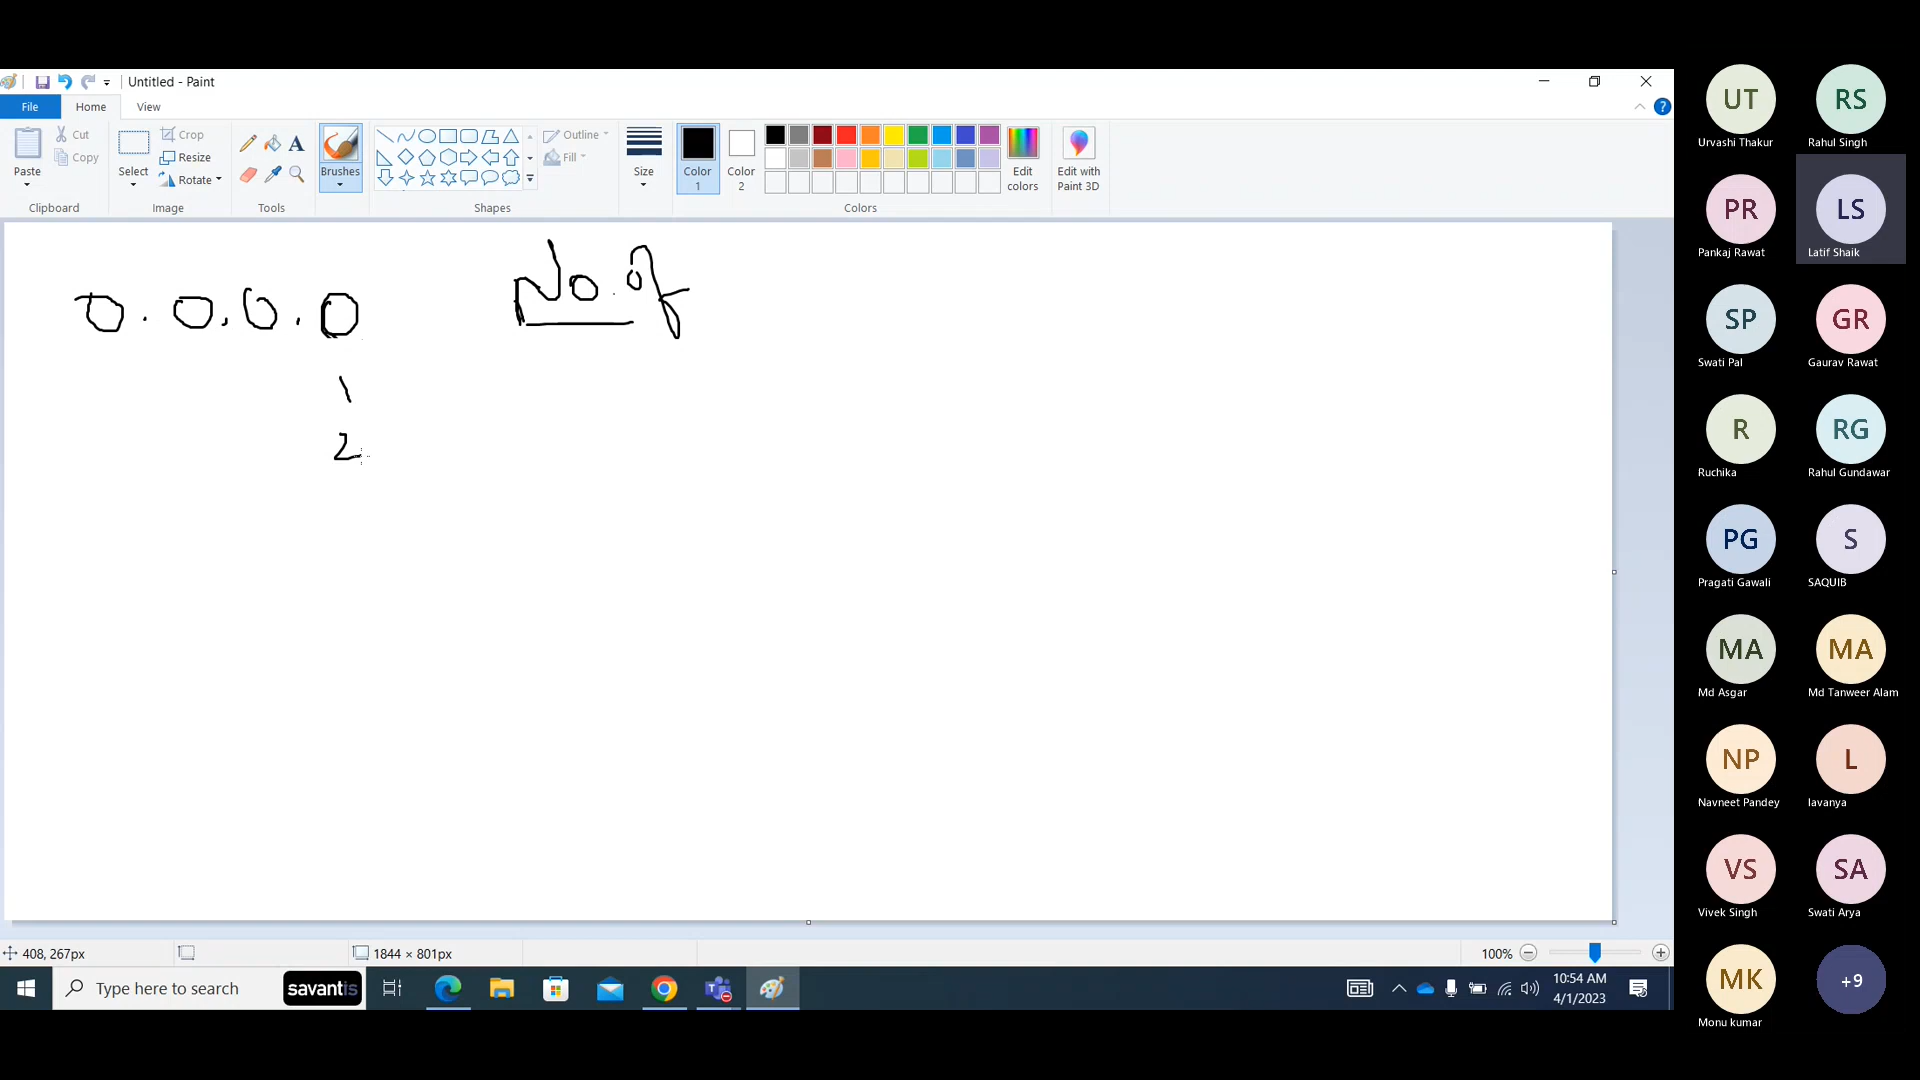 Untitled - Paint
File Home View
Paste
Cut
Copy
Clipboard
Select
Crop
Resize
Rotate
Image
A
Tools
Brushes
Shapes
Outline
Fill
Size
Color 1
Color 2
Edit colors
Edit with Paint 3D
Colors
?
0.0.0.0
No. of
1
2
408, 267px
1844 × 801px
100%
Type here to search
savantis
10:54 AM
4/1/2023
UT RS
Urvashi Thakur Rahul Singh
PR LS
Pankaj Rawat Latif Shaik
SP GR
Swati Pal Gaurav Rawat
R RG
Ruchika Rahul Gundawar
PG S
Pragati Gawali SAQUIB
MA MA
Md Asgar Md Tanweer Alam
NP L
Navneet Pandey lavanya
VS SA
Vivek Singh Swati Arya
MK +9
Monu kumar